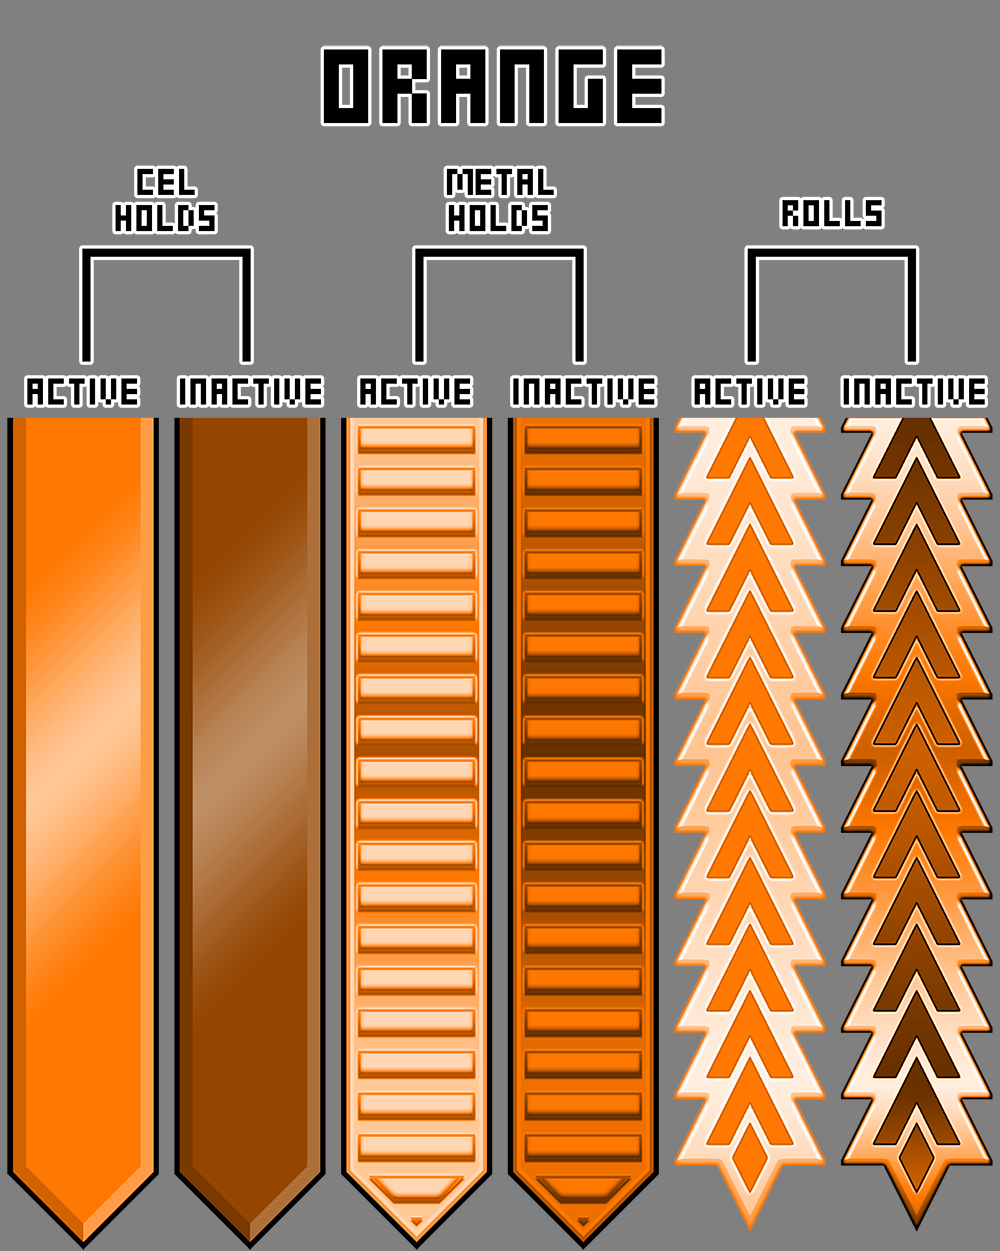 ORANGE
CEL
HOLDS
METAL
HOLDS
ROLLS
ACTIVE INACTIVE ACTIVE INACTIVE ACTIVE INACTIVE